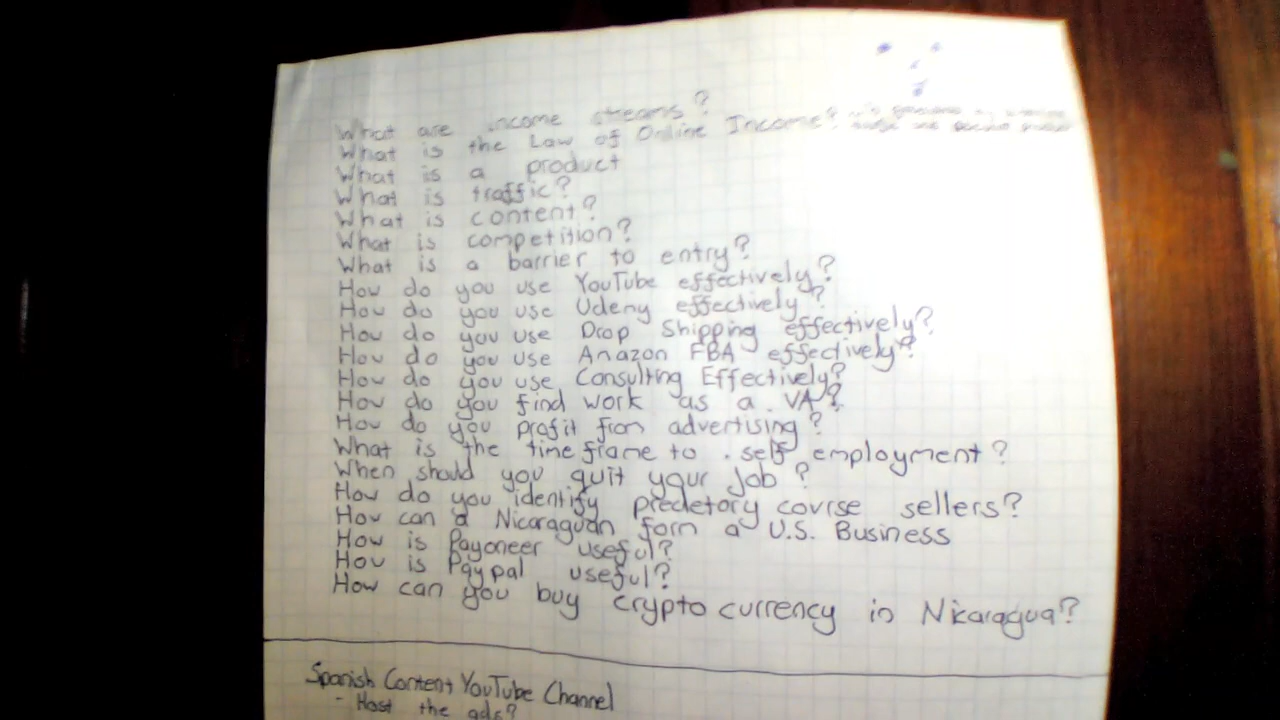 What are income streams?
What is the Law of Online Income?
What is a product
What is traffic?
What is content?
What is competition?
What is a barrier to entry?
How do you use YouTube effectively?
How do you use Udemy effectively?
How do you use Drop Shipping effectively?
How do you use Amazon FBA effectively?
How do you use Consulting Effectively?
How do you find work as a VA?
How do you profit from advertising?
What is the time frame to self employment?
When should you quit your job?
How do you identify predetory course sellers?
How can a Nicaraguan form a U.S. Business
How is Payoneer useful?
How is Paypal useful?
How can you buy crypto currency in Nicaragua?
Spanish Content YouTube Channel
- Host the ads?